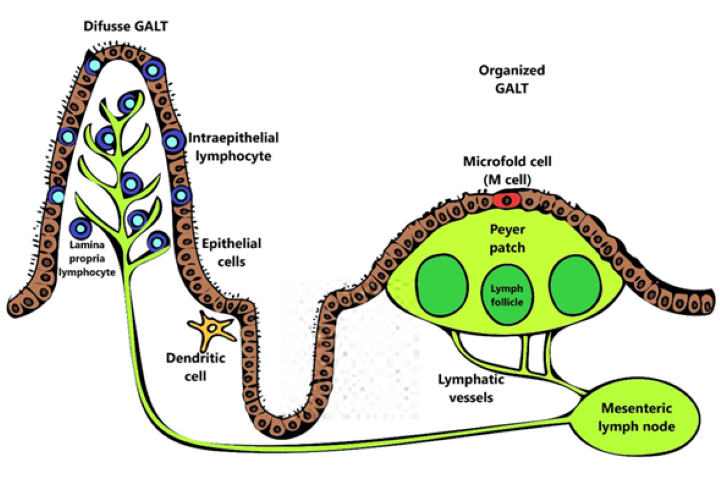 Difusse GALT
Organized
GALT
Intraepithelial
lymphocyte
Microfold cell
(M cell)
Lamina
propria
lymphocyte
Epithelial
cells
Peyer
patch
Lymph
follicle
Dendritic
cell
Lymphatic
vessels
Mesenteric
lymph node